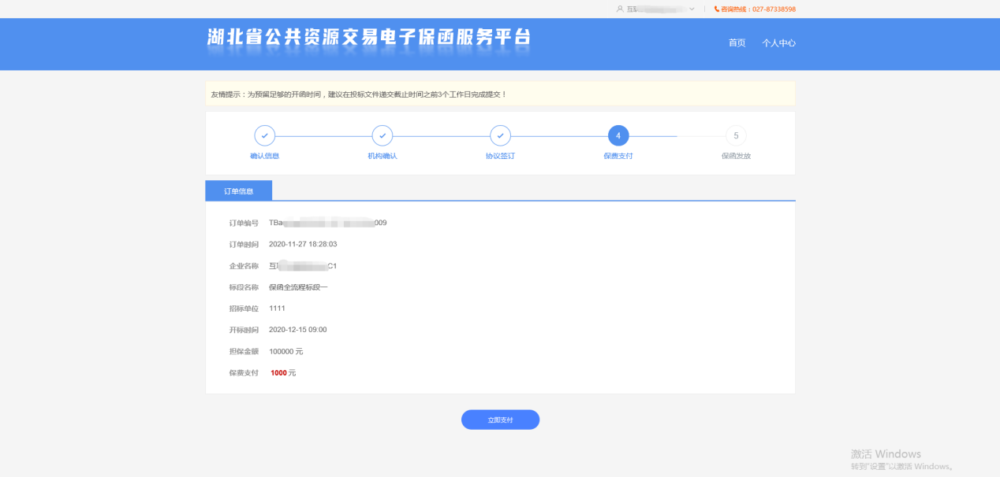 互联 咨询热线：027-87338598
湖北省公共资源交易电子保函服务平台
首页 个人中心
友情提示：为预留足够的开函时间，建议在投标文件递交截止时间之前3个工作日完成提交！
4 5
确认信息 机构确认 协议签订 保费支付 保函发放
订单信息
订单编号 TBa 009
订单时间 2020-11-27 18:28:03
企业名称 互 C1
标段名称 保函全流程标段一
招标单位 1111
开标时间 2020-12-15 09:00
担保金额 100000 元
保费支付 1000 元
立即支付
激活 Windows
转到"设置"以激活 Windows。